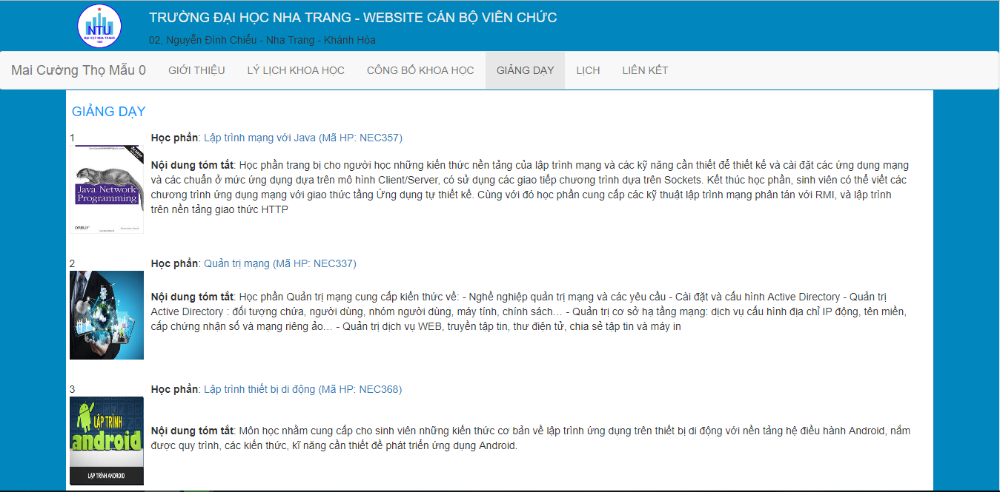 TRƯỜNG ĐẠI HỌC NHA TRANG - WEBSITE CÁN BỘ VIÊN CHỨC
NTU
ĐẠI HỌC NHA TRANG
02, Nguyễn Đình Chiểu - Nha Trang - Khánh Hòa
Mai Cường Thọ Mẫu 0 GIỚI THIỆU LÝ LỊCH KHOA HỌC CÔNG BỐ KHOA HỌC GIẢNG DẠY LỊCH LIÊN KẾT
GIẢNG DẠY
1 Học phần: Lập trình mạng với Java (Mã HP: NEC357)
Java Network
Programming
O'REILLY
Nội dung tóm tắt: Học phần trang bị cho người học những kiến thức nền tảng của lập trình mạng và các kỹ năng cần thiết để thiết kế và cài đặt các ứng dụng mạng
và các chuẩn ở mức ứng dụng dựa trên mô hình Client/Server, có sử dụng các giao tiếp chương trình dựa trên Sockets. Kết thúc học phần, sinh viên có thể viết các
chương trình ứng dụng mạng với giao thức tầng Ứng dụng tự thiết kế. Cùng với đó học phần cung cấp các kỹ thuật lập trình mạng phân tán với RMI, và lập trình
trên nền tảng giao thức HTTP
2 Học phần: Quản trị mạng (Mã HP: NEC337)
Nội dung tóm tắt: Học phần Quản trị mạng cung cấp kiến thức về: - Nghề nghiệp quản trị mạng và các yêu cầu - Cài đặt và cấu hình Active Directory - Quản trị
Active Directory : đối tượng chứa, người dùng, nhóm người dùng, máy tính, chính sách… - Quản trị cơ sở hạ tầng mạng: dịch vụ cấu hình địa chỉ IP động, tên miền,
cấp chứng nhận số và mạng riêng ảo… - Quản trị dịch vụ WEB, truyền tập tin, thư điện tử, chia sẻ tập tin và máy in
3 Học phần: Lập trình thiết bị di động (Mã HP: NEC368)
LẬP TRÌNH
android
LẬP TRÌNH ANDROID
Nội dung tóm tắt: Môn học nhằm cung cấp cho sinh viên những kiến thức cơ bản về lập trình ứng dụng trên thiết bị di động với nền tảng hệ điều hành Android, nắm
được quy trình, các kiến thức, kĩ năng cần thiết đề phát triển ứng dụng Android.